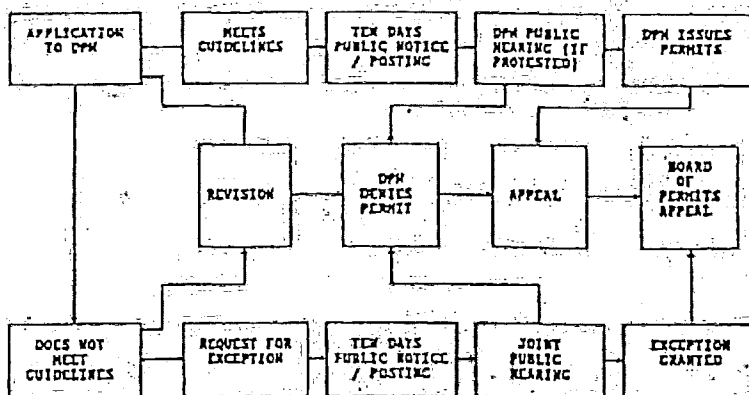 APPLICATION
TO DPH
MEETS
GUIDELINES
TEN DAYS
PUBLIC NOTICE
/ POSTING
DPH PUBLIC
HEARING (IF
PROTESTED)
DPH ISSUES
PERMITS
REVISION
DPH
DENIES
PERMIT
APPEAL
BOARD
OF
PERMITS
APPEAL
DOES NOT
MEET
GUIDELINES
REQUEST FOR
EXCEPTION
TEN DAYS
PUBLIC NOTICE
/ POSTING
JOINT
PUBLIC
HEARING
EXCEPTION
GRANTED